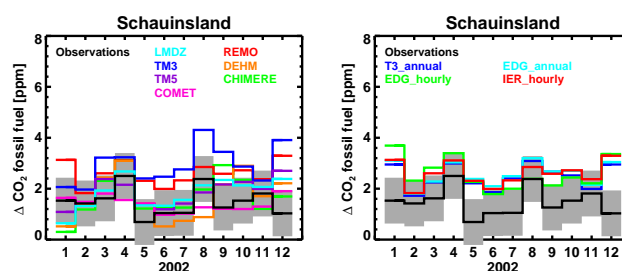 Schauinsland
Δ CO2 fossil fuel [ppm]
8
6
4
2
0
Observations
LMDZ
REMO
TM3
DEHM
TM5
CHIMERE
COMET
1 2 3 4 5 6 7 8 9 10 11 12
2002
Schauinsland
Δ CO2 fossil fuel [ppm]
8
6
4
2
0
Observations
T3_annual
EDG_annual
EDG_hourly
IER_hourly
1 2 3 4 5 6 7 8 9 10 11 12
2002